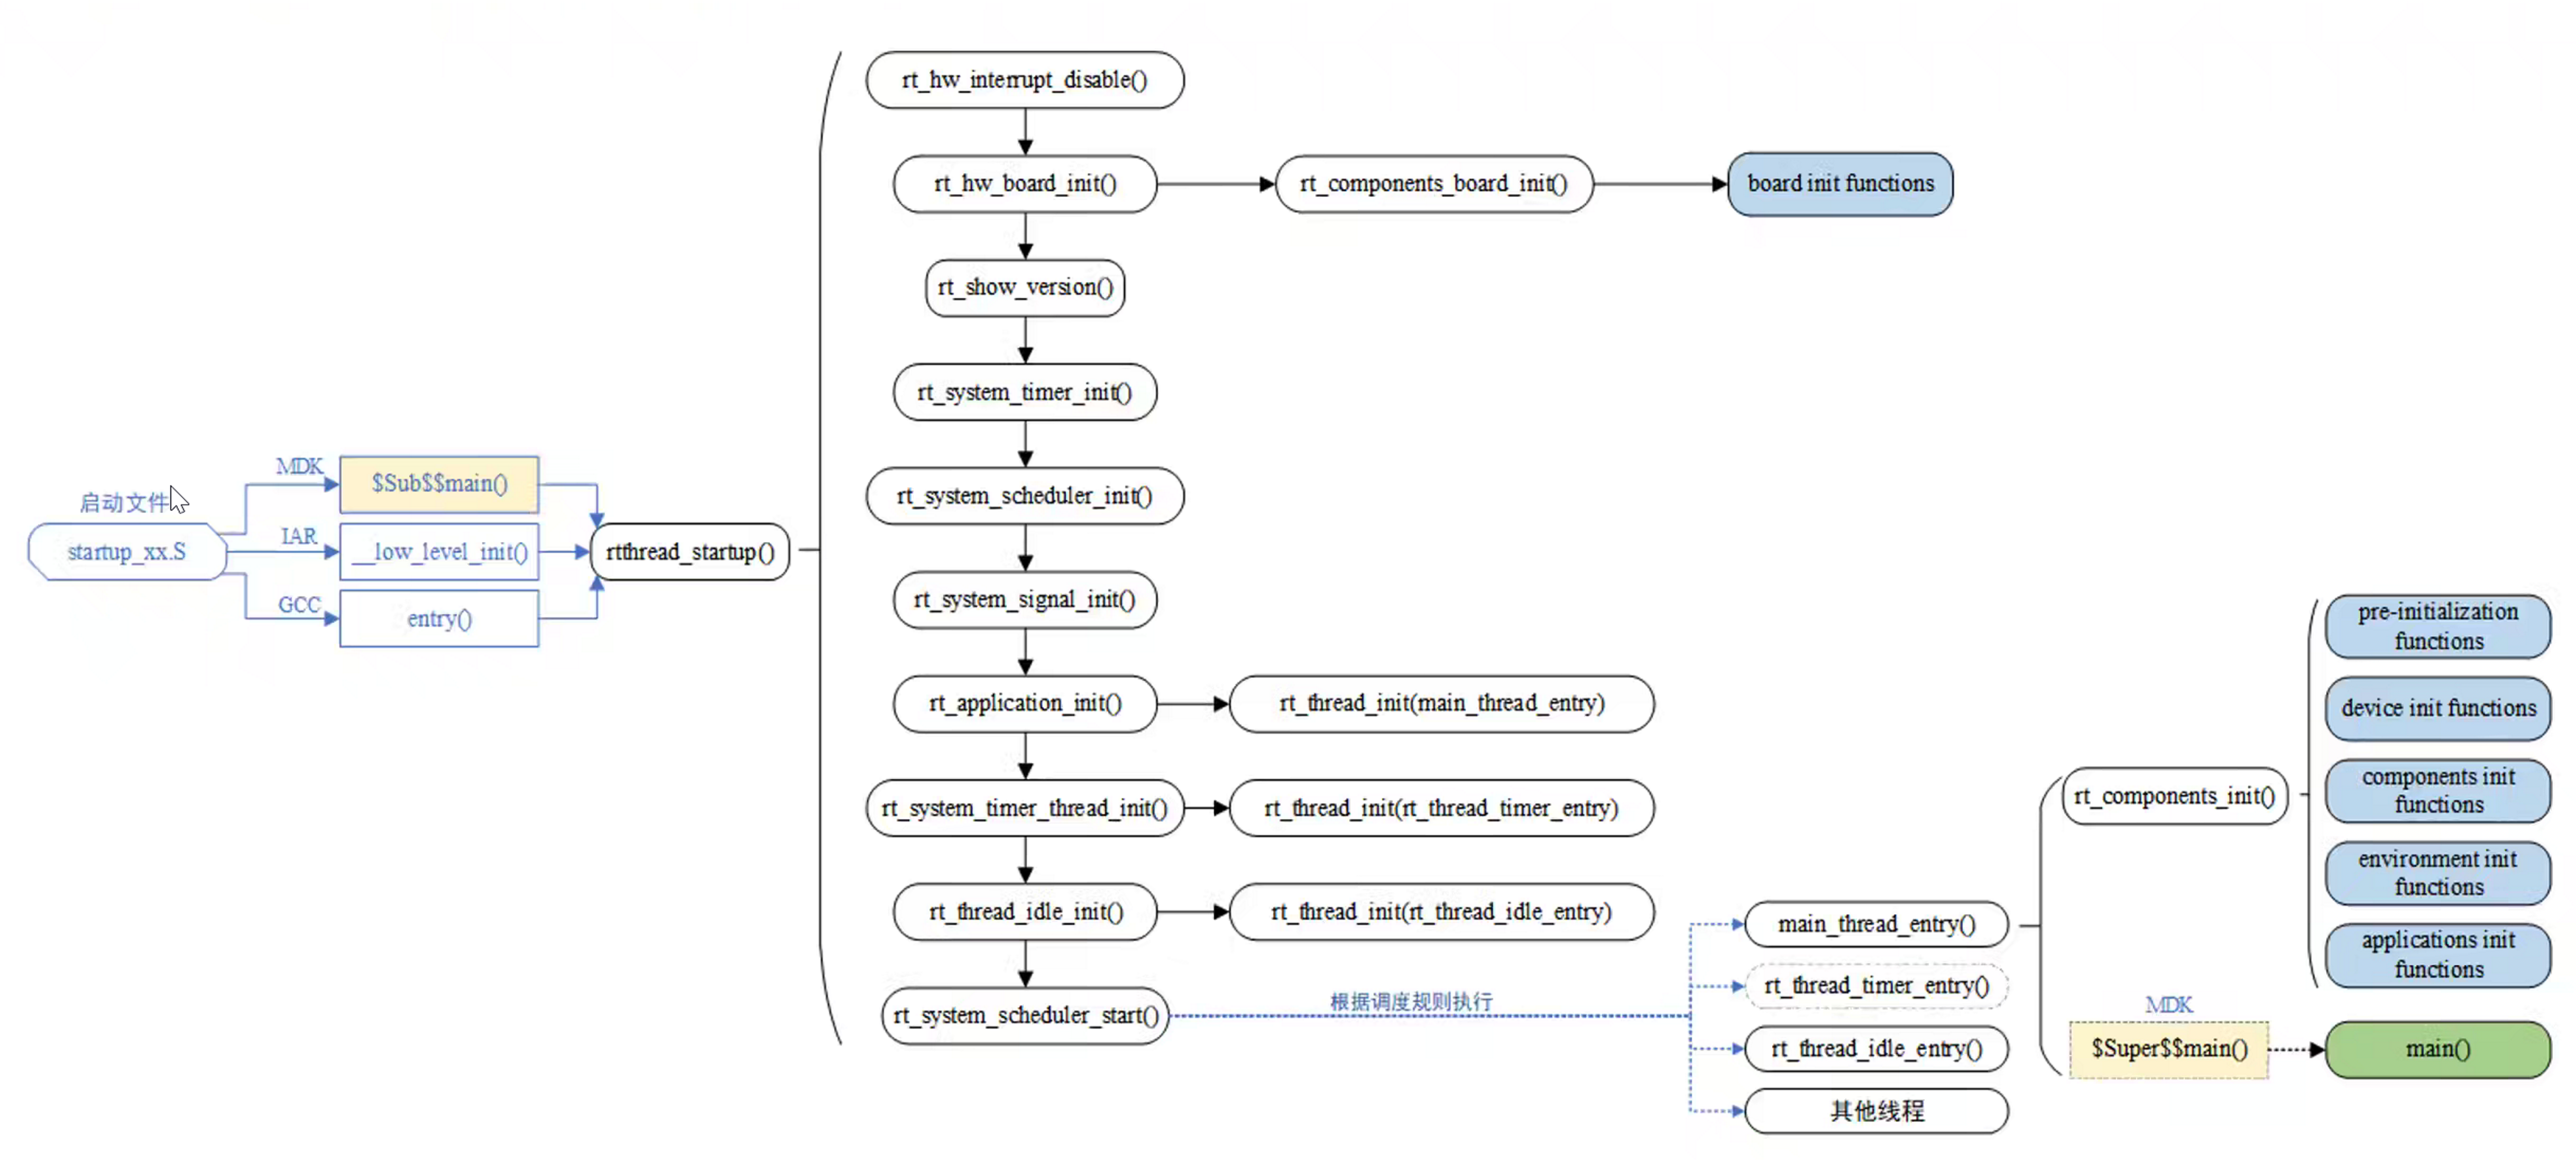 启动文件
startup_xx.S
MDK
$Sub$$main()
IAR
__low_level_init()
GCC
entry()
rtthread_startup()
rt_hw_interrupt_disable()
rt_hw_board_init()
rt_components_board_init()
board init functions
rt_show_version()
rt_system_timer_init()
rt_system_scheduler_init()
rt_system_signal_init()
rt_application_init()
rt_thread_init(main_thread_entry)
rt_system_timer_thread_init()
rt_thread_init(rt_thread_timer_entry)
rt_thread_idle_init()
rt_thread_init(rt_thread_idle_entry)
rt_system_scheduler_start()
根据调度规则执行
main_thread_entry()
rt_thread_timer_entry()
rt_thread_idle_entry()
其他线程
rt_components_init()
pre-initialization
functions
device init functions
components init
functions
environment init
functions
applications init
functions
MDK
$Super$$main()
main()